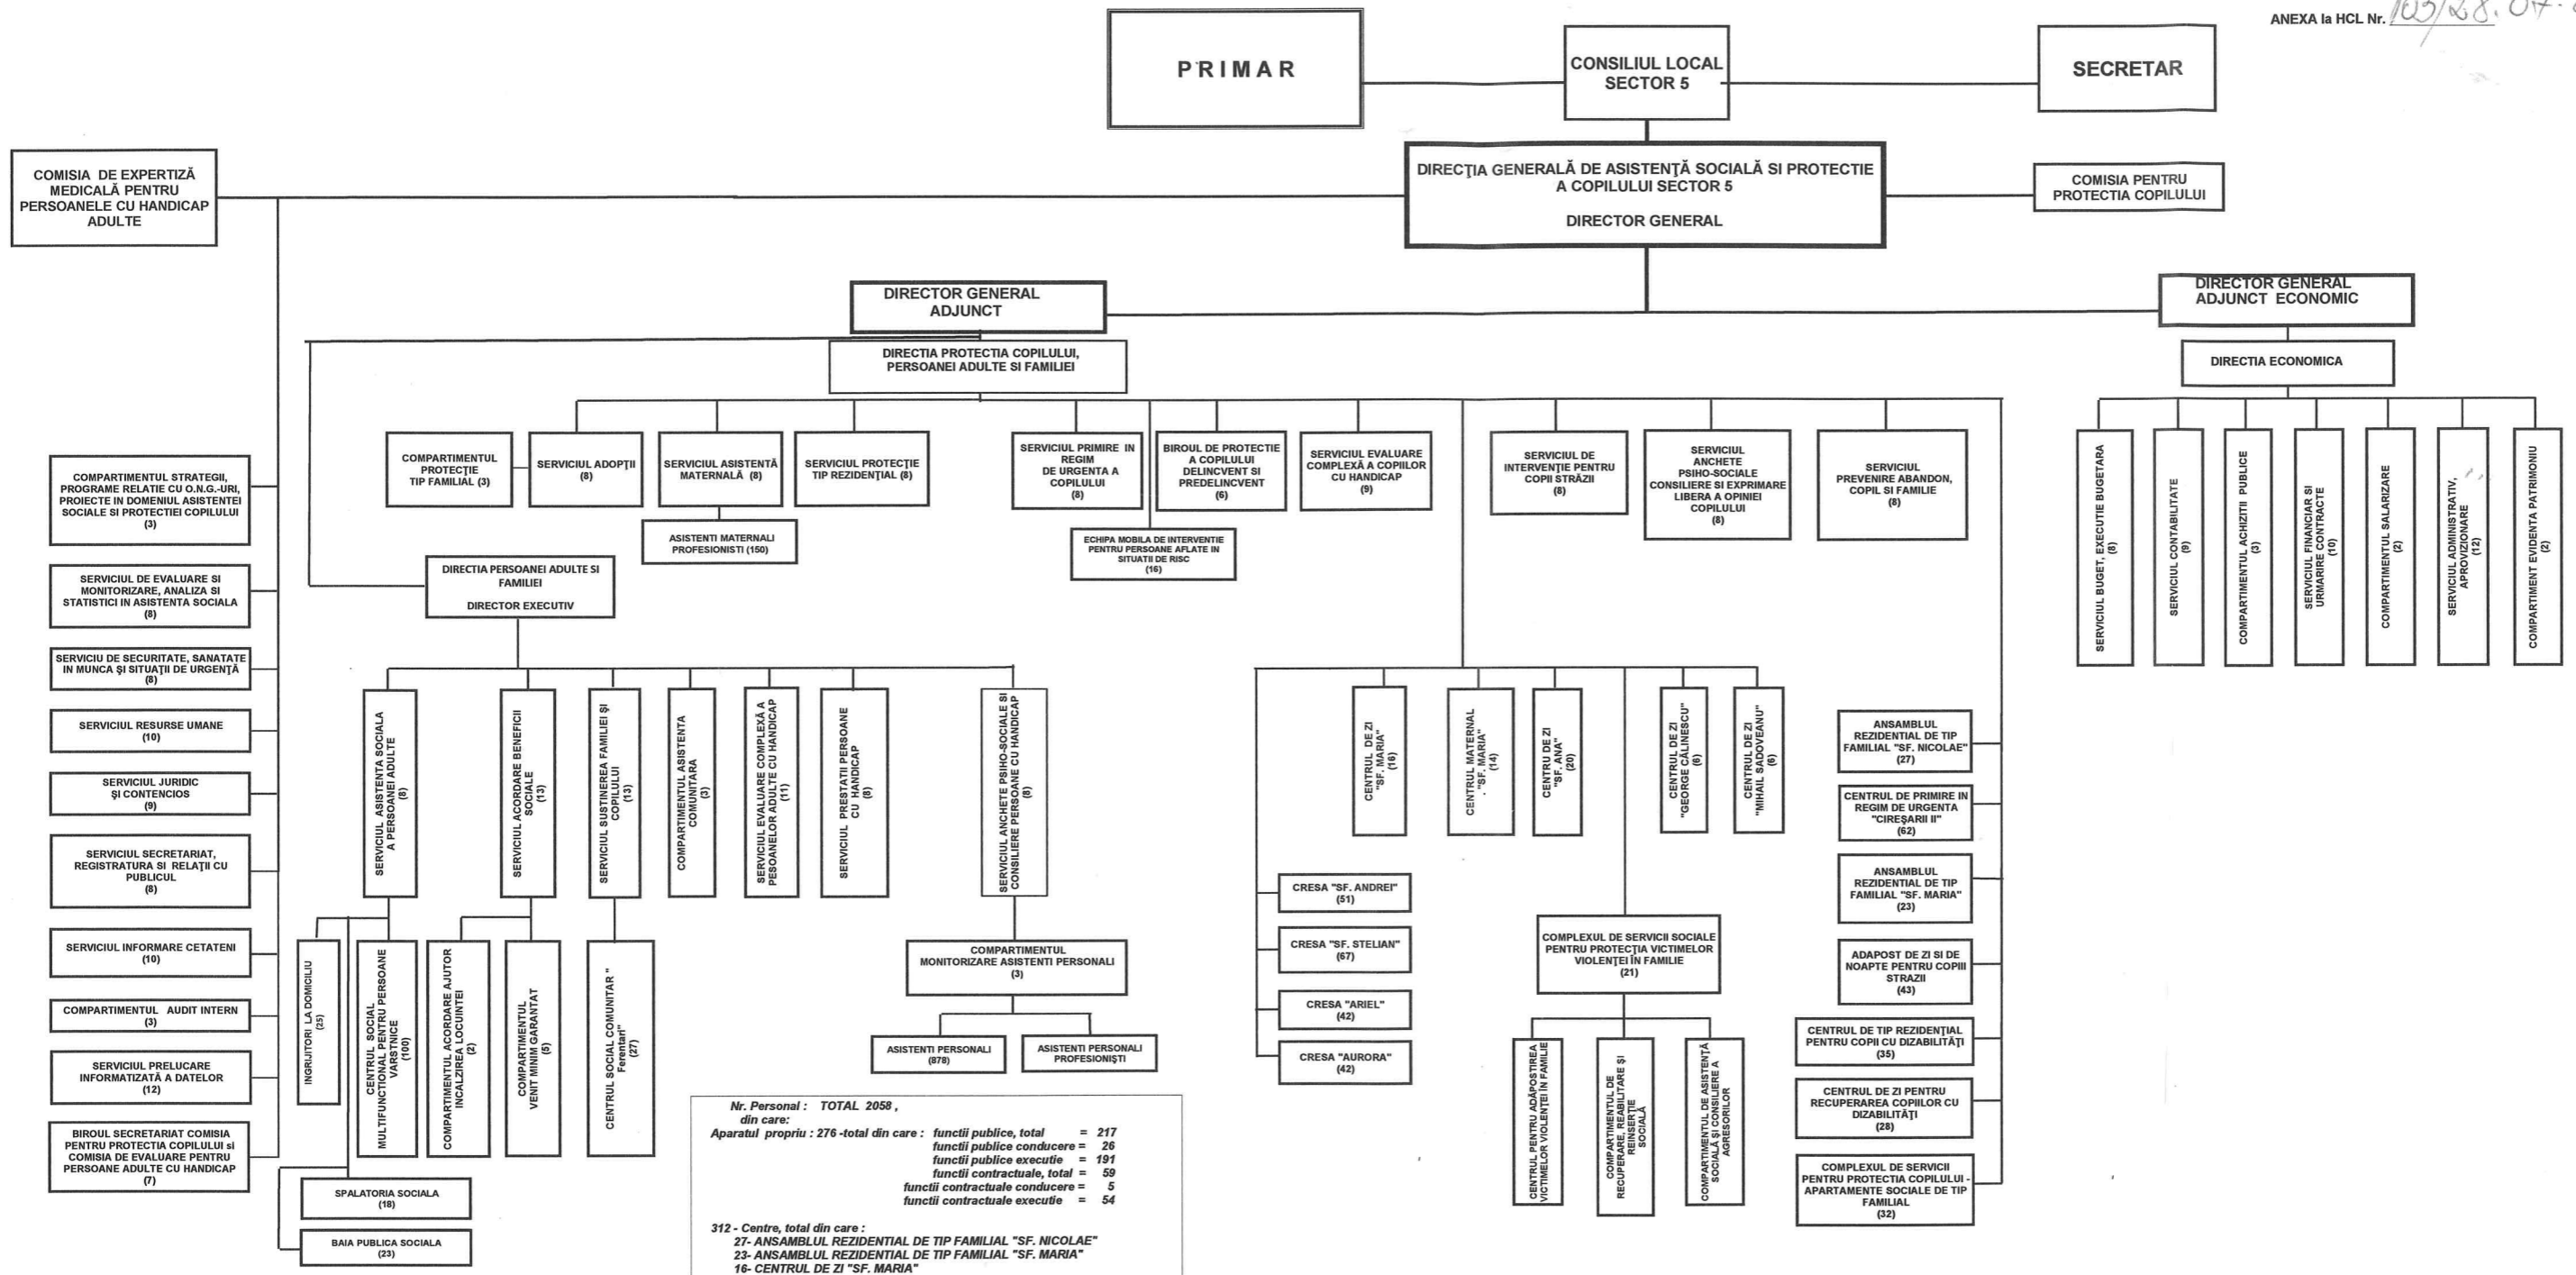 ANEXA la HCL Nr.
PRIMAR
CONSILIUL LOCAL
SECTOR 5
SECRETAR
COMISIA DE EXPERTIZĂ
MEDICALĂ PENTRU
PERSOANELE CU HANDICAP
ADULTE
DIRECŢIA GENERALĂ DE ASISTENŢĂ SOCIALĂ SI PROTECTIE
A COPILULUI SECTOR 5
DIRECTOR GENERAL
COMISIA PENTRU
PROTECTIA COPILULUI
DIRECTOR GENERAL
ADJUNCT
DIRECTOR GENERAL
ADJUNCT ECONOMIC
DIRECTIA PROTECTIA COPILULUI,
PERSOANEI ADULTE SI FAMILIEI
DIRECTIA ECONOMICA
COMPARTIMENTUL
PROTECŢIE
TIP FAMILIAL (3)
SERVICIUL ADOPŢII
(8)
SERVICIUL ASISTENTĂ
MATERNALĂ (8)
SERVICIUL PROTECŢIE
TIP REZIDENŢIAL (8)
SERVICIUL PRIMIRE IN
REGIM
DE URGENTA A
COPILULUI
(8)
BIROUL DE PROTECTIE
A COPILULUI
DELINCVENT SI
PREDELINCVENT
(6)
SERVICIUL EVALUARE
COMPLEXĂ A COPIILOR
CU HANDICAP
(9)
SERVICIUL DE
INTERVENŢIE PENTRU
COPII STRĂZII
(8)
SERVICIUL
ANCHETE
PSIHO-SOCIALE
CONSILIERE SI EXPRIMARE
LIBERA A OPINIEI
COPILULUI
(8)
SERVICIUL
PREVENIRE ABANDON,
COPIL SI FAMILIE
(8)
ASISTENTI MATERNALI
PROFESIONISTI (150)
ECHIPA MOBILA DE INTERVENTIE
PENTRU PERSOANE AFLATE IN
SITUATII DE RISC
(16)
SERVICIUL BUGET, EXECUTIE BUGETARA
(8)
SERVICIUL CONTABILITATE
(9)
COMPARTIMENTUL ACHIZITII PUBLICE
(3)
SERVICIUL FINANCIAR SI
URMARIRE CONTRACTE
(10)
COMPARTIMENTUL SALARIZARE
(2)
SERVICIUL ADMINISTRATIV,
APROVIZIONARE
(12)
COMPARTIMENT EVIDENTA PATRIMONIU
(2)
COMPARTIMENTUL STRATEGII,
PROGRAME RELATIE CU O.N.G.-URI,
PROIECTE IN DOMENIUL ASISTENTEI
SOCIALE SI PROTECTIEI COPILULUI
(3)
SERVICIUL DE EVALUARE SI
MONITORIZARE, ANALIZA SI
STATISTICI IN ASISTENTA SOCIALA
(8)
SERVICIU DE SECURITATE, SANATATE
IN MUNCA ŞI SITUAŢII DE URGENŢĂ
(8)
SERVICIUL RESURSE UMANE
(10)
SERVICIUL JURIDIC
ŞI CONTENCIOS
(9)
SERVICIUL SECRETARIAT,
REGISTRATURA SI RELAŢII CU
PUBLICUL
(8)
SERVICIUL INFORMARE CETATENI
(10)
COMPARTIMENTUL AUDIT INTERN
(3)
SERVICIUL PRELUCARE
INFORMATIZATĂ A DATELOR
(12)
BIROUL SECRETARIAT COMISIA
PENTRU PROTECTIA COPILULUI si
COMISIA DE EVALUARE PENTRU
PERSOANE ADULTE CU HANDICAP
(7)
DIRECTIA PERSOANEI ADULTE SI
FAMILIEI
DIRECTOR EXECUTIV
SERVICIUL ASISTENTA SOCIALA
A PERSOANEI ADULTE
(8)
SERVICIUL ACORDARE BENEFICII
SOCIALE
(13)
SERVICIUL SUSTINEREA FAMILIEI ŞI
COPILULUI
(13)
COMPARTIMENTUL ASISTENTA
COMUNITARA
(3)
SERVICIUL EVALUARE COMPLEXĂ A
PESOANELOR ADULTE CU HANDICAP
(11)
SERVICIUL PRESTATII PERSOANE
CU HANDICAP
(8)
SERVICIUL ANCHETE PSIHO-SOCIALE SI
CONSILIERE PERSOANE CU HANDICAP
(8)
INGRIJITORI LA DOMICILIU
(25)
CENTRUL SOCIAL
MULTIFUNCTIONAL PENTRU PERSOANE
VARSTNICE
(100)
COMPARTIMENTUL ACORDARE AJUTOR
INCALZIREA LOCUINTEI
(2)
COMPARTIMENTUL
VENIT MINIM GARANTAT
(5)
CENTRUL SOCIAL COMUNITAR "
Ferentari"
(27)
COMPARTIMENTUL
MONITORIZARE ASISTENTI PERSONALI
(3)
ASISTENTI PERSONALI
(878)
ASISTENTI PERSONALI
PROFESIONIŞTI
SPALATORIA SOCIALA
(18)
BAIA PUBLICA SOCIALA
(23)
CENTRUL DE ZI
"SF. MARIA"
(16)
CENTRUL MATERNAL
. "SF. MARIA"
(14)
CENTRU DE ZI
"SF. ANA"
(20)
CENTRUL DE ZI
"GEORGE CĂLINESCU"
(6)
CENTRUL DE ZI
"MIHAIL SADOVEANU"
(6)
CRESA "SF. ANDREI"
(51)
CRESA "SF. STELIAN"
(67)
CRESA "ARIEL"
(42)
CRESA "AURORA"
(42)
COMPLEXUL DE SERVICII SOCIALE
PENTRU PROTECŢIA VICTIMELOR
VIOLENŢEI ÎN FAMILIE
(21)
CENTRUL PENTRU ADĂPOSTIREA
VICTIMELOR VIOLENŢEI ÎN FAMILIE
COMPARTIMENTUL DE
RECUPERARE, REABILITARE ŞI
REINSERŢIE
SOCIALĂ
COMPARTIMENTUL DE ASISTENŢĂ
SOCIALĂ ŞI CONSILIERE A
AGRESORILOR
ANSAMBLUL
REZIDENTIAL DE TIP
FAMILIAL "SF. NICOLAE"
(27)
CENTRUL DE PRIMIRE IN
REGIM DE URGENTA
"CIREŞARII II"
(62)
ANSAMBLUL
REZIDENTIAL DE TIP
FAMILIAL "SF. MARIA"
(23)
ADAPOST DE ZI SI DE
NOAPTE PENTRU COPIII
STRAZII
(43)
CENTRUL DE TIP REZIDENŢIAL
PENTRU COPII CU DIZABILITĂŢI
(35)
CENTRUL DE ZI PENTRU
RECUPERAREA COPIILOR CU
DIZABILITĂŢI
(28)
COMPLEXUL DE SERVICII
PENTRU PROTECTIA COPILULUI -
APARTAMENTE SOCIALE DE TIP
FAMILIAL
(32)
Nr. Personal : TOTAL 2058 ,
din care:
Aparatul propriu : 276 -total din care : functii publice, total = 217
functii publice conducere = 26
functii publice executie = 191
functii contractuale, total = 59
functii contractuale conducere = 5
functii contractuale executie = 54
312 - Centre, total din care :
27- ANSAMBLUL REZIDENTIAL DE TIP FAMILIAL "SF. NICOLAE"
23- ANSAMBLUL REZIDENTIAL DE TIP FAMILIAL "SF. MARIA"
16- CENTRUL DE ZI "SF. MARIA"